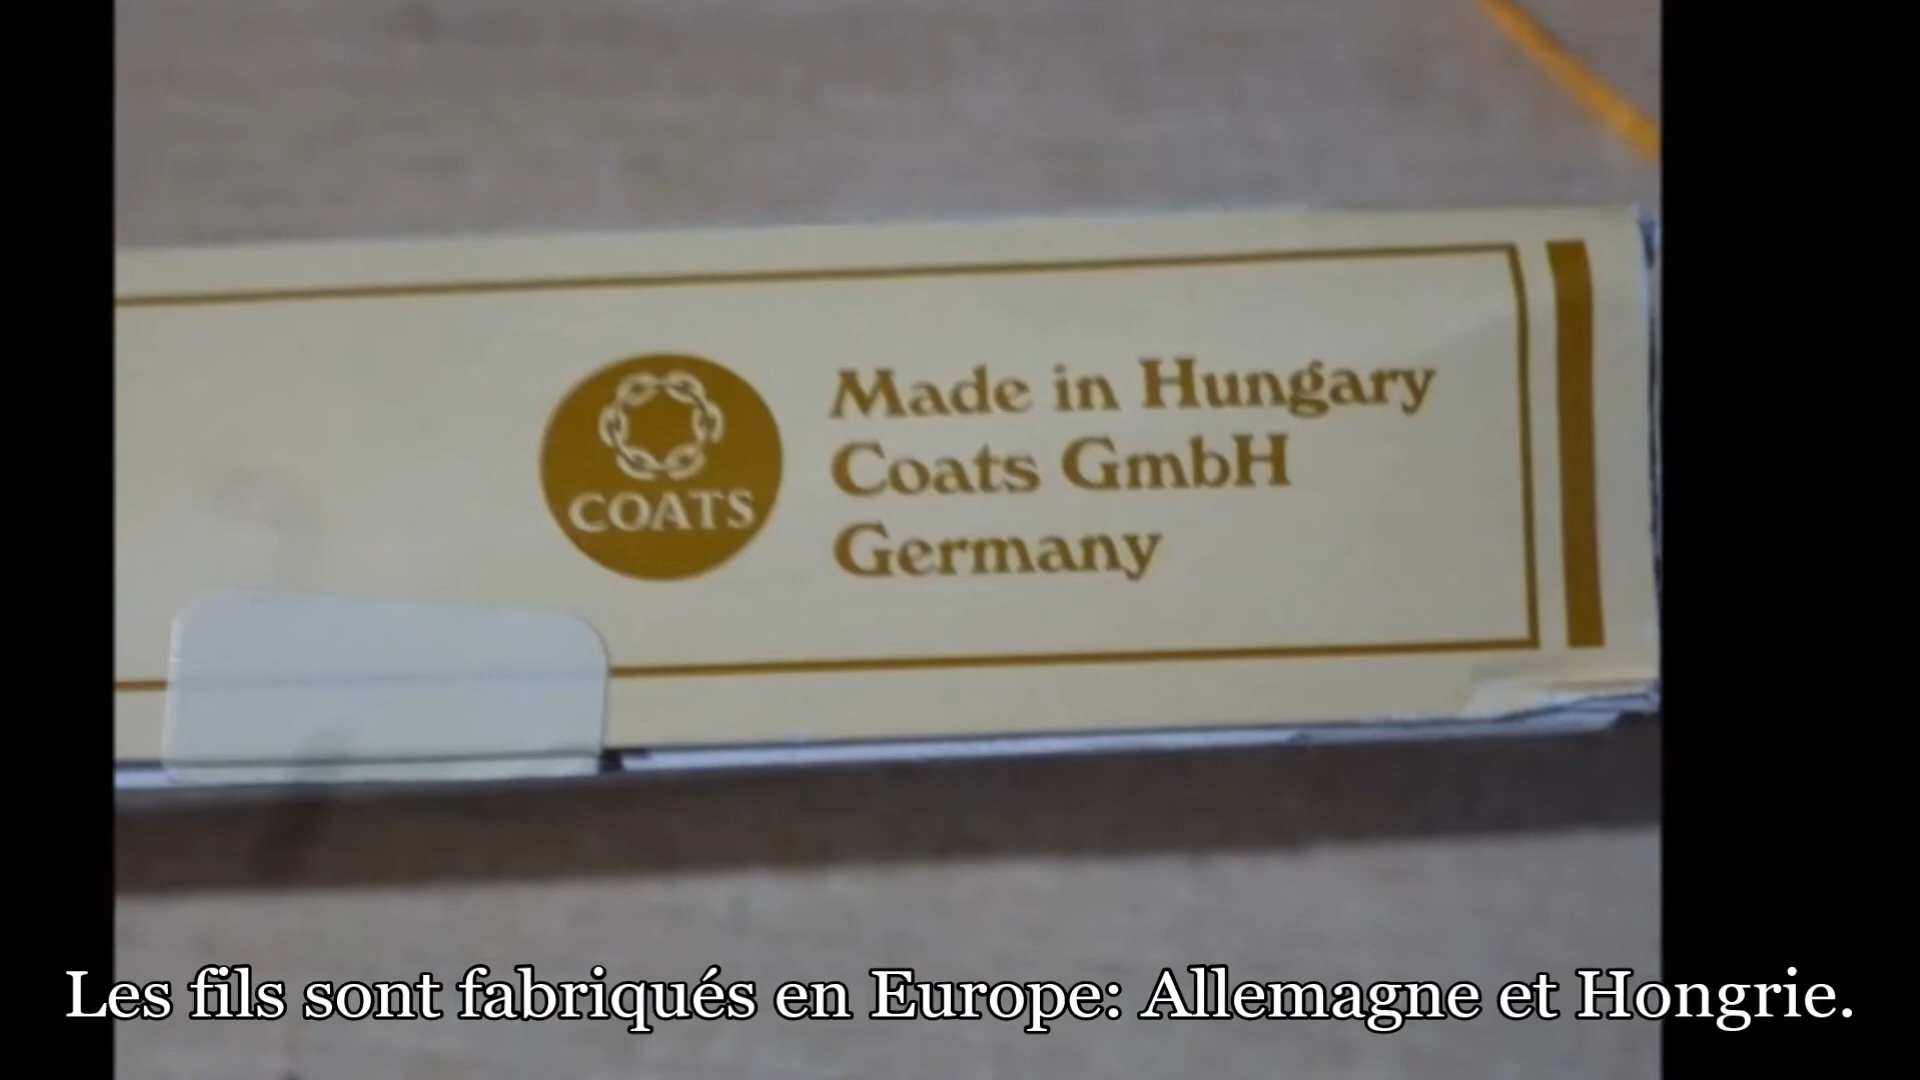 COATS
Made in Hungary
Coats GmbH
Germany
Les fils sont fabriqués en Europe: Allemagne et Hongrie.